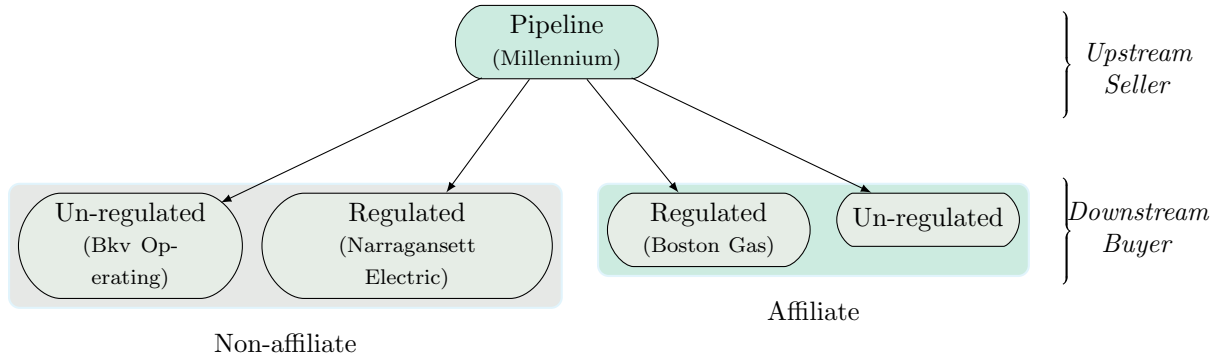 Pipeline
(Millennium)
Upstream
Seller
Un-regulated
(Bkv Op-
erating)
Regulated
(Narragansett
Electric)
Regulated
(Boston Gas)
Un-regulated
Downstream
Buyer
Affiliate
Non-affiliate